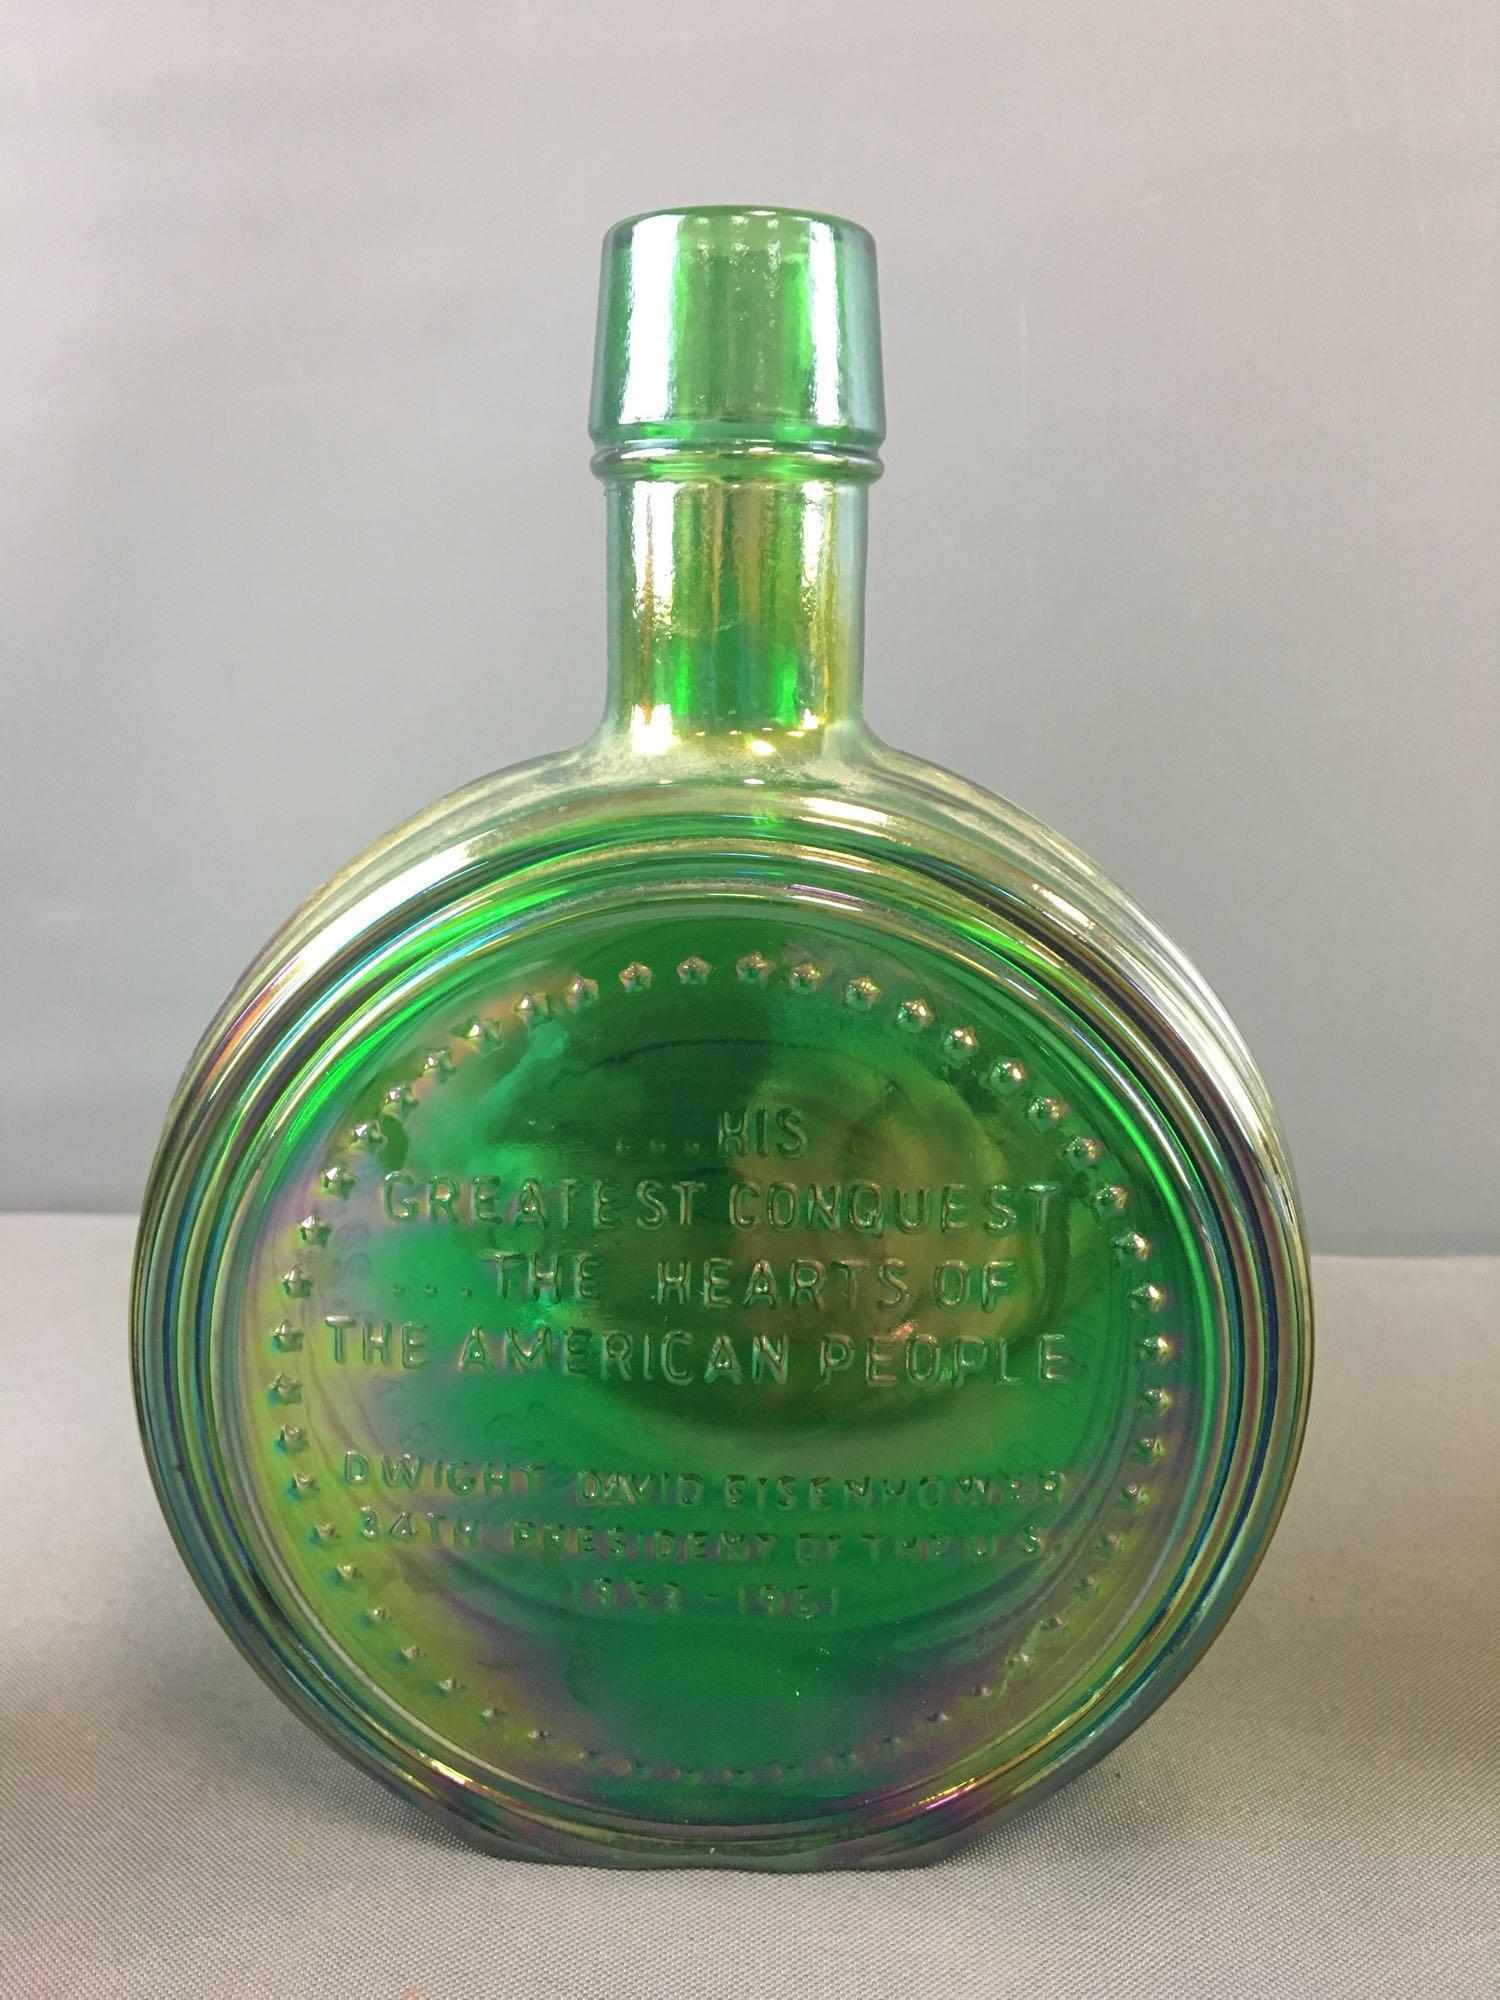 ...HIS
GREATEST CONQUEST
...THE HEARTS OF
THE AMERICAN PEOPLE
DWIGHT DAVID EISENHOWER
34TH PRESIDENT OF THE U.S.
1953-1961